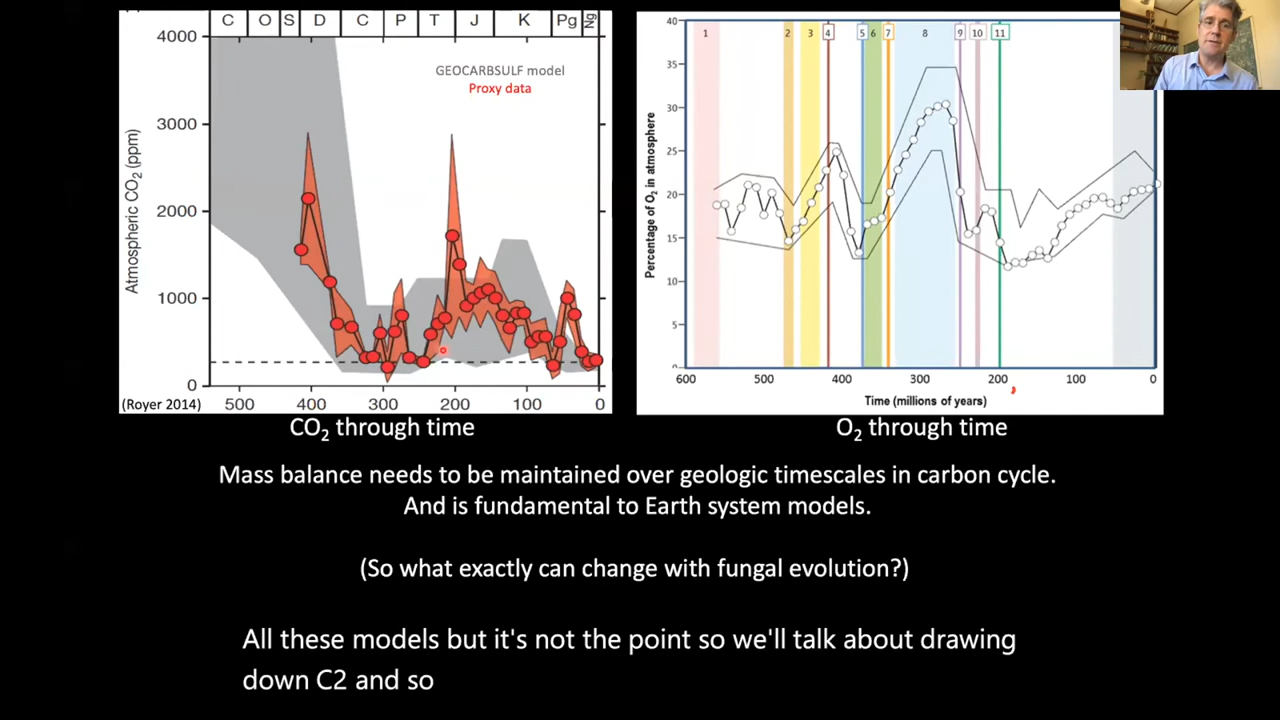 C O S D C P T J K Pg Ng
4000
GEOCARBSULF model
Proxy data
3000
2000
1000
0
Atmospheric CO2 (ppm)
(Royer 2014) 500 400 300 200 100 0
40
35
30
25
20
15
10
5
0
1 2 3 4 5 6 7 8 9 10 11
Percentage of O2 in atmosphere
600 500 400 300 200 100 0
Time (millions of years)
CO2 through time
O2 through time
Mass balance needs to be maintained over geologic timescales in carbon cycle.
And is fundamental to Earth system models.
(So what exactly can change with fungal evolution?)
All these models but it's not the point so we'll talk about drawing
down C2 and so